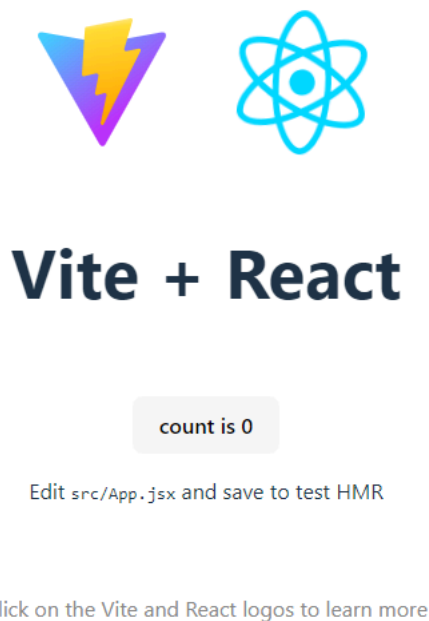 Vite + React
count is 0
Edit src/App.jsx and save to test HMR
lick on the Vite and React logos to learn more